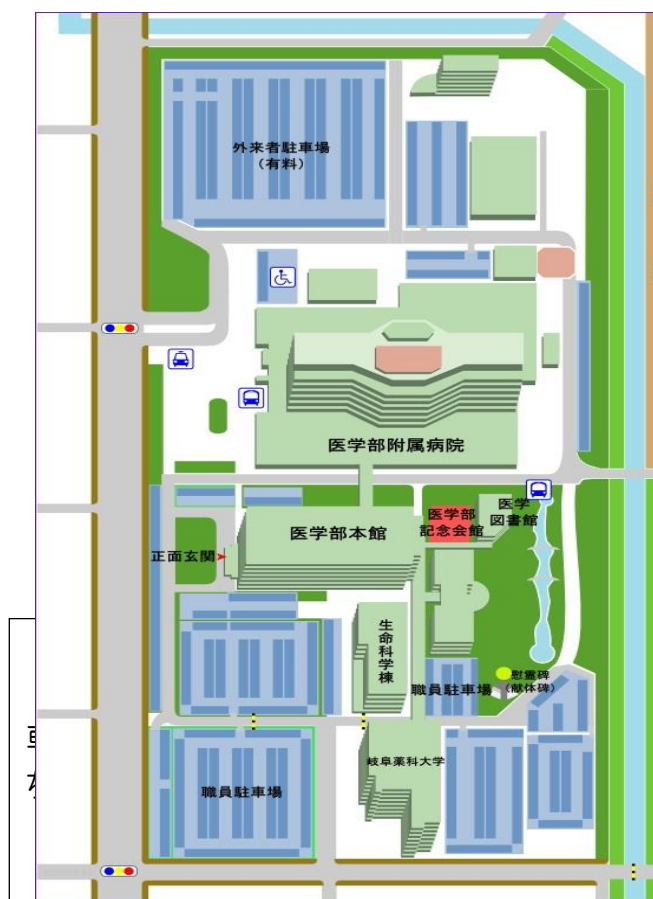 外来者駐車場
(有料)
医学部附属病院
医学部
記念会館
医学
図書館
医学部本館
正面玄関
生命科学棟
職員駐車場
慰霊碑
(献体碑)
岐阜薬科大学
職員駐車場